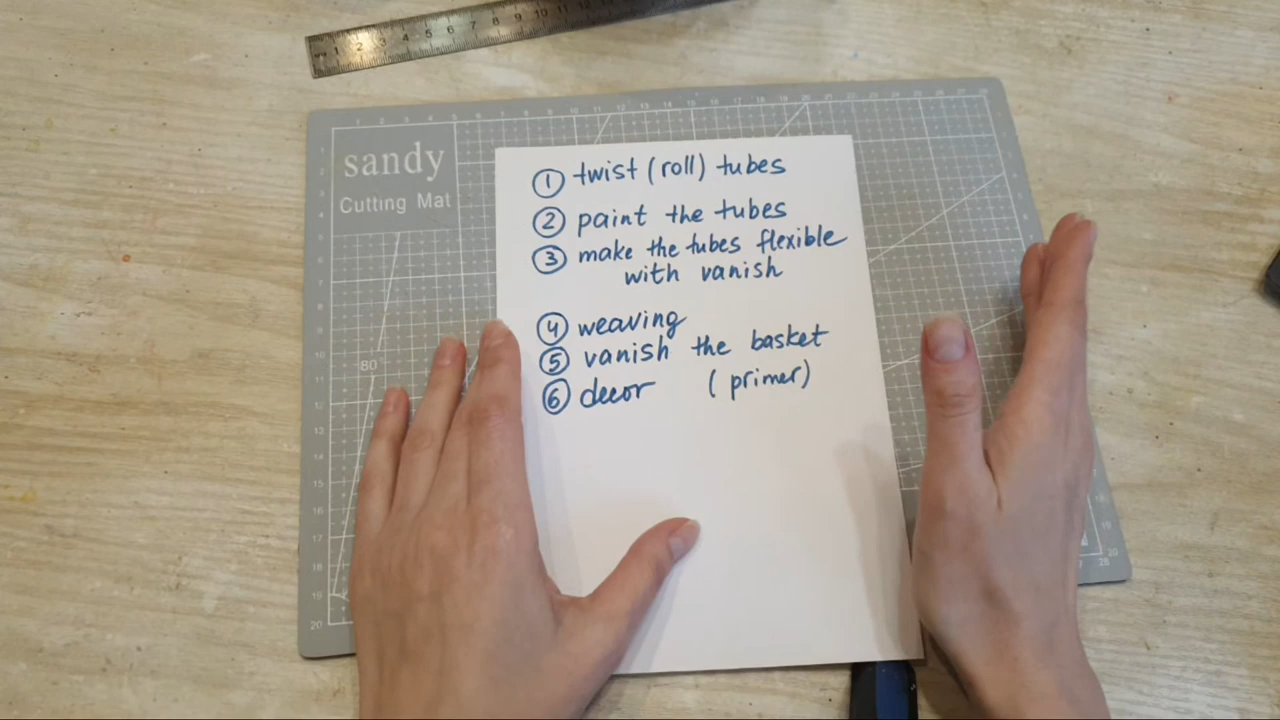 sandy
Cutting Mat
① twist (roll) tubes
② paint the tubes
③ make the tubes flexible
with vanish
④ weaving
⑤ vanish the basket
⑥ decor (primer)
80